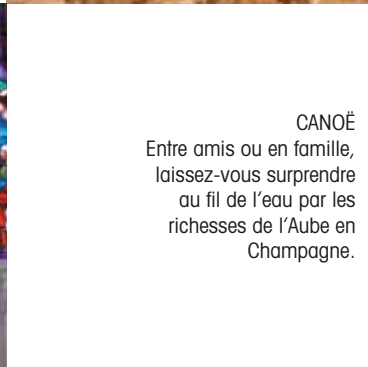 CANOË
Entre amis ou en famille,
laissez-vous surprendre
au fil de l'eau par les
richesses de l'Aube en
Champagne.